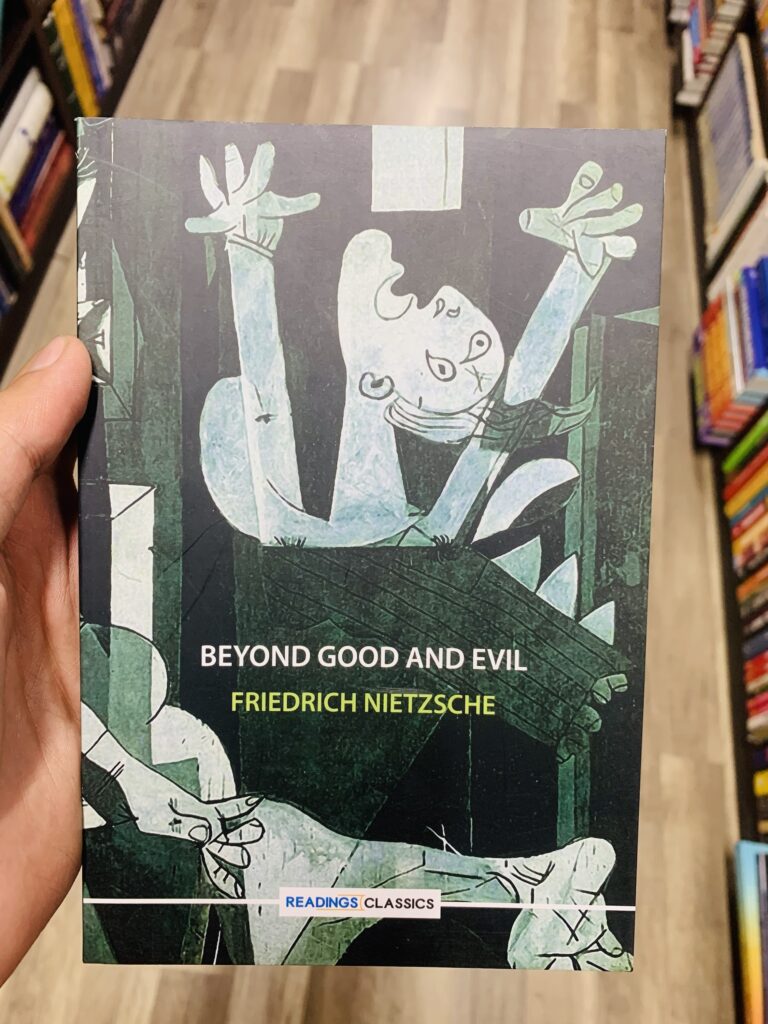 BEYOND GOOD AND EVIL
FRIEDRICH NIETZSCHE
READINGS CLASSICS